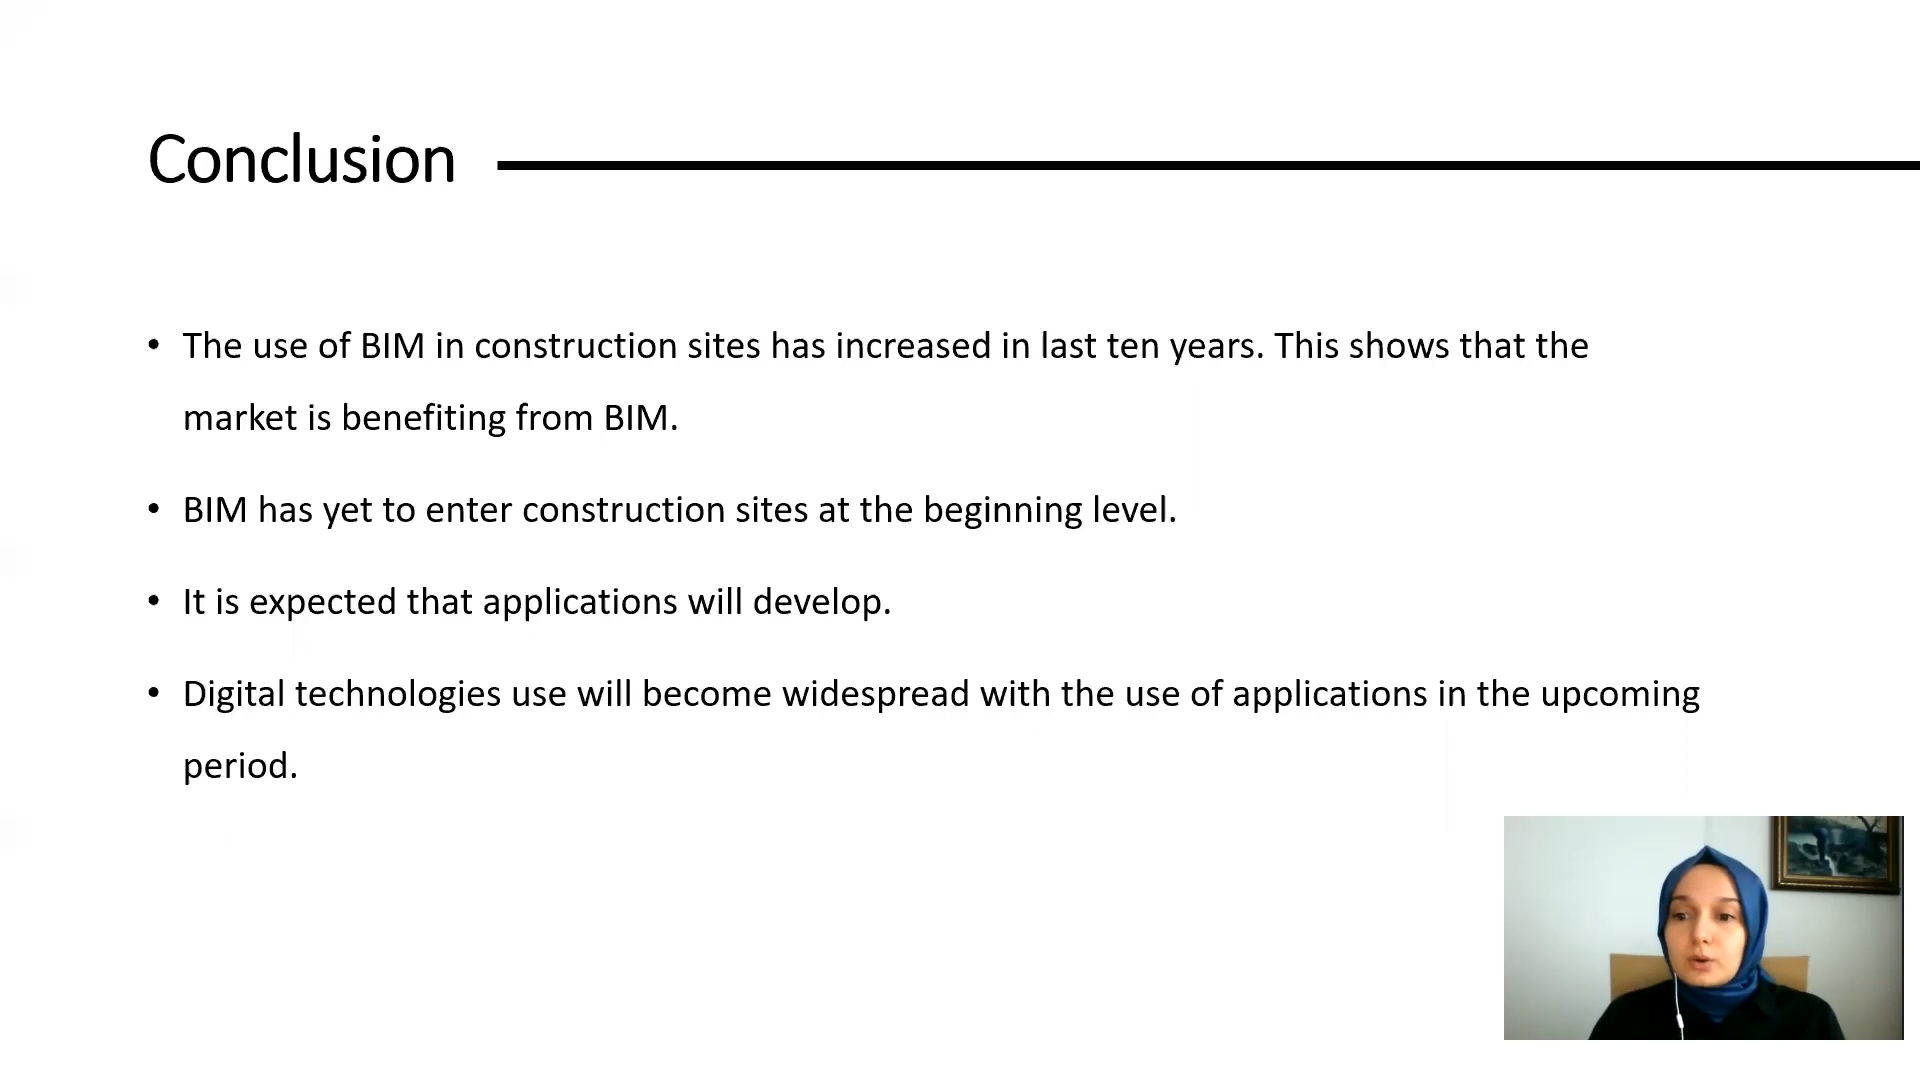 Conclusion
• The use of BIM in construction sites has increased in last ten years. This shows that the
market is benefiting from BIM.
• BIM has yet to enter construction sites at the beginning level.
• It is expected that applications will develop.
• Digital technologies use will become widespread with the use of applications in the upcoming
period.